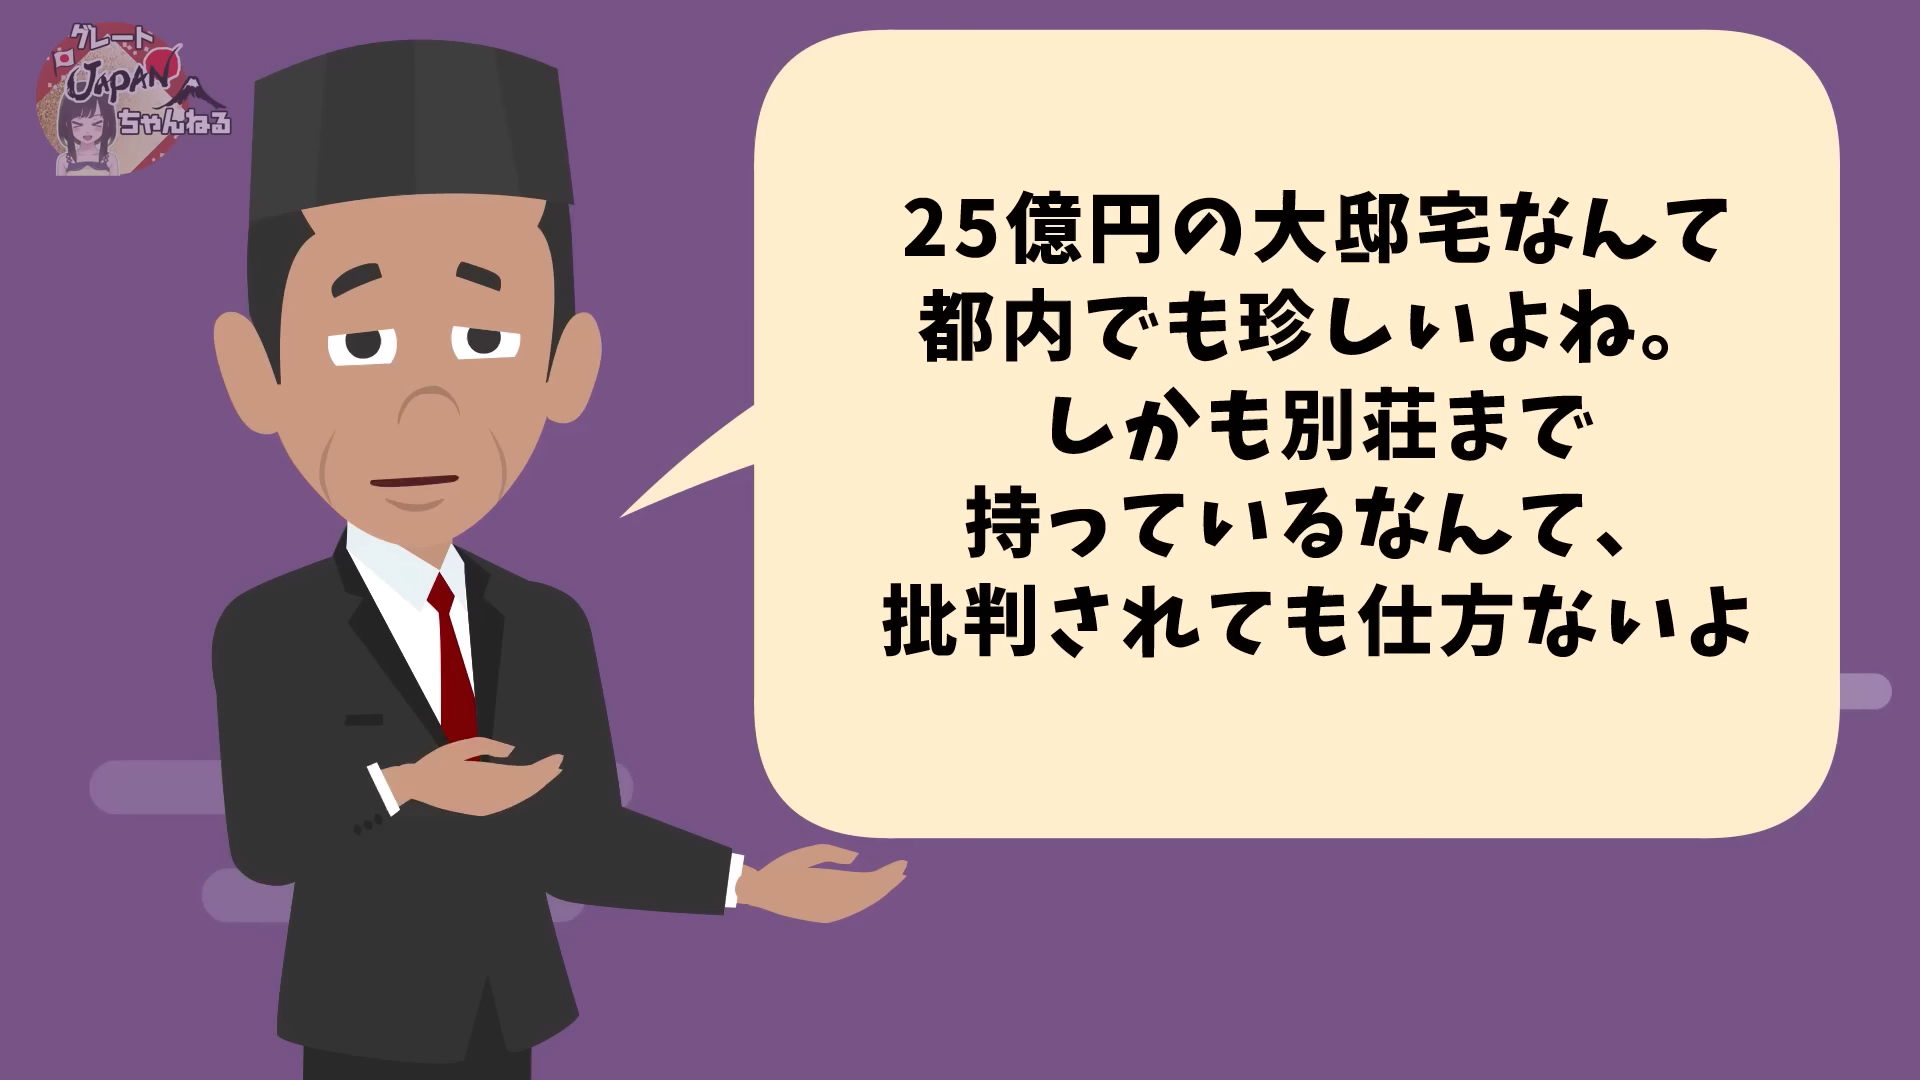 グレート
JAPAN
ちゃんねる
25億円の大邸宅なんて
都内でも珍しいよね。
しかも別荘まで
持っているなんて、
批判されても仕方ないよ